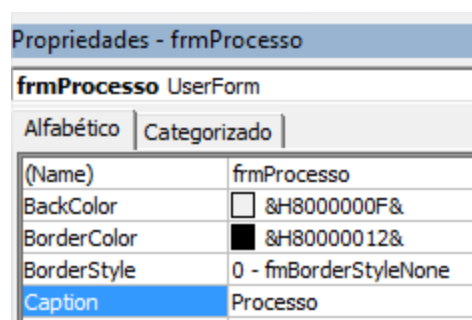 Propriedades - frmProcesso
frmProcesso UserForm
Alfabético Categorizado
(Name) frmProcesso
BackColor &H8000000F&
BorderColor &H80000012&
BorderStyle 0 - fmBorderStyleNone
Caption Processo